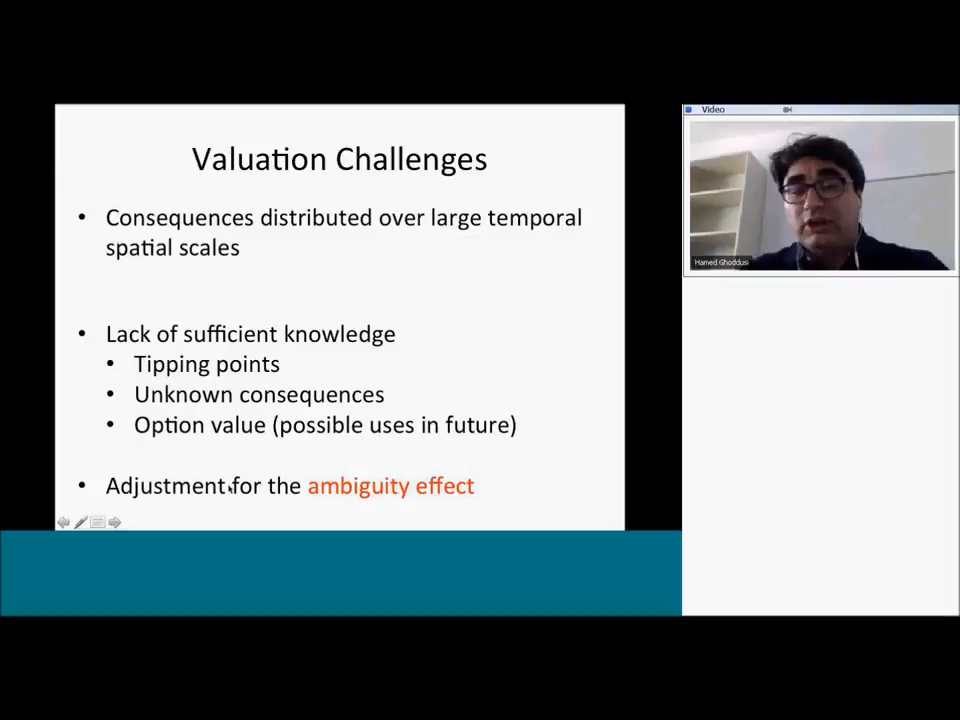 Valuation Challenges
• Consequences distributed over large temporal
spatial scales
• Lack of sufficient knowledge
• Tipping points
• Unknown consequences
• Option value (possible uses in future)
• Adjustment for the ambiguity effect
Video
Hamed Ghoddusi